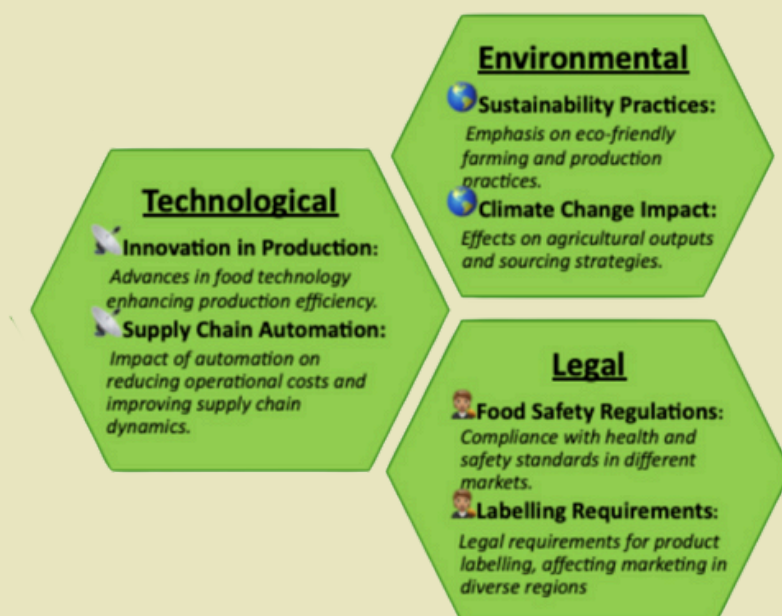 Technological
Innovation in Production:
Advances in food technology
enhancing production efficiency.
Supply Chain Automation:
Impact of automation on
reducing operational costs and
improving supply chain
dynamics.
Environmental
Sustainability Practices:
Emphasis on eco-friendly
farming and production
practices.
Climate Change Impact:
Effects on agricultural outputs
and sourcing strategies.
Legal
Food Safety Regulations:
Compliance with health and
safety standards in different
markets.
Labelling Requirements:
Legal requirements for product
labelling, affecting marketing in
diverse regions